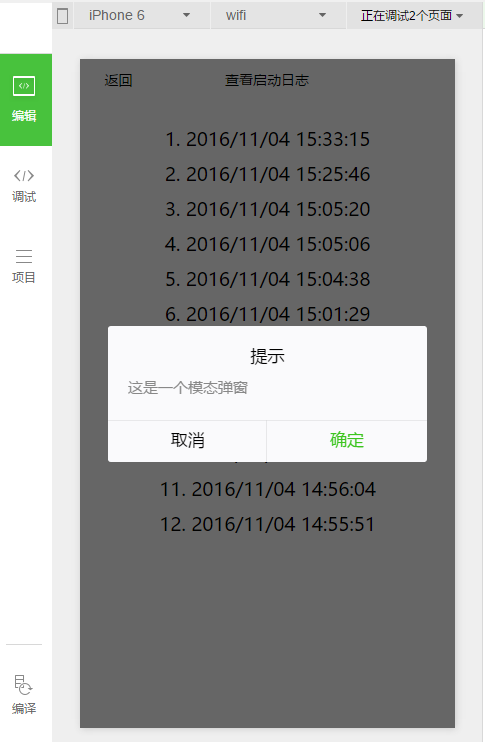 iPhone 6 wifi 正在调试2个页面
编辑
调试
项目
编译
返回 查看启动日志
1. 2016/11/04 15:33:15
2. 2016/11/04 15:25:46
3. 2016/11/04 15:05:20
4. 2016/11/04 15:05:06
5. 2016/11/04 15:04:38
6. 2016/11/04 15:01:29
提示
这是一个模态弹窗
取消 确定
11. 2016/11/04 14:56:04
12. 2016/11/04 14:55:51